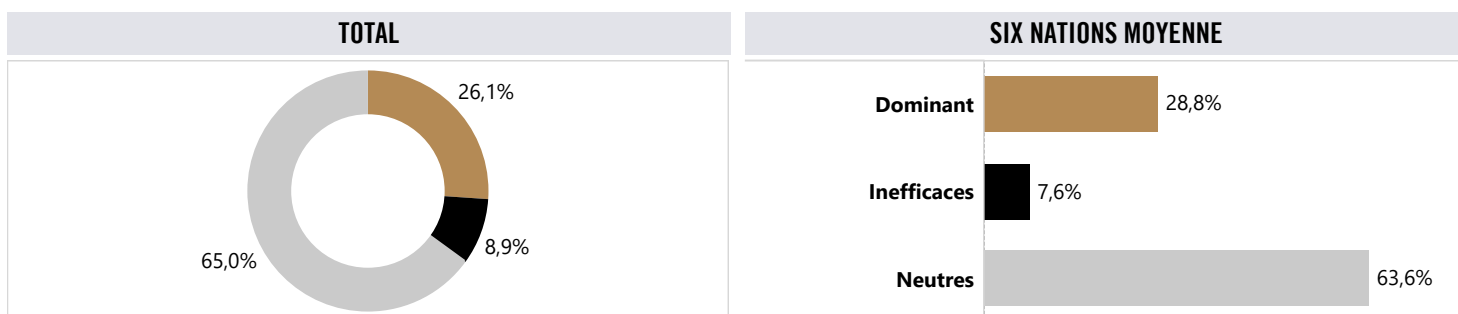 TOTAL
26,1%
8,9%
65,0%
SIX NATIONS MOYENNE
Dominant 28,8%
Inefficaces 7,6%
Neutres 63,6%